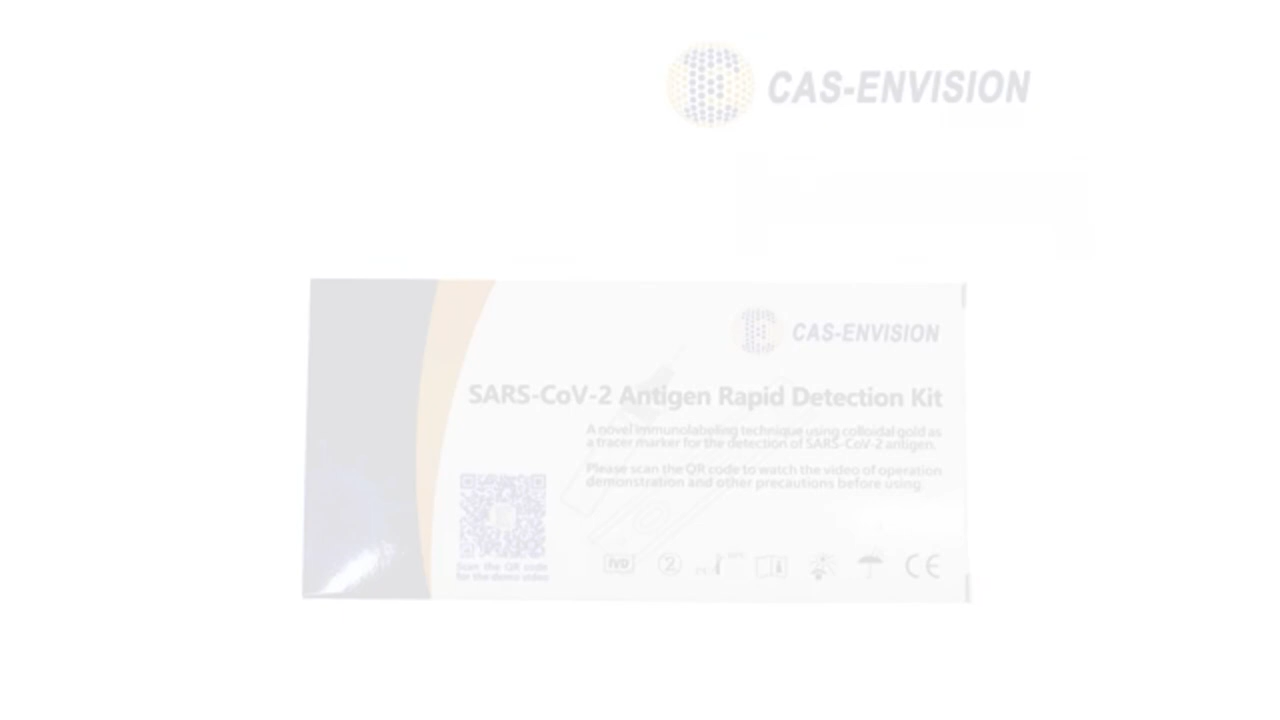 CAS-ENVISION
CAS-ENVISION
SARS-CoV-2 Antigen Rapid Detection Kit
A novel immunolabeling technique using colloidal gold as
a tracer marker for the detection of SARS-CoV-2 antigen.
Please scan the QR code to watch the video of operation
demonstration and other precautions before using.
Scan the QR code
for the demo video
IVD
2
CE